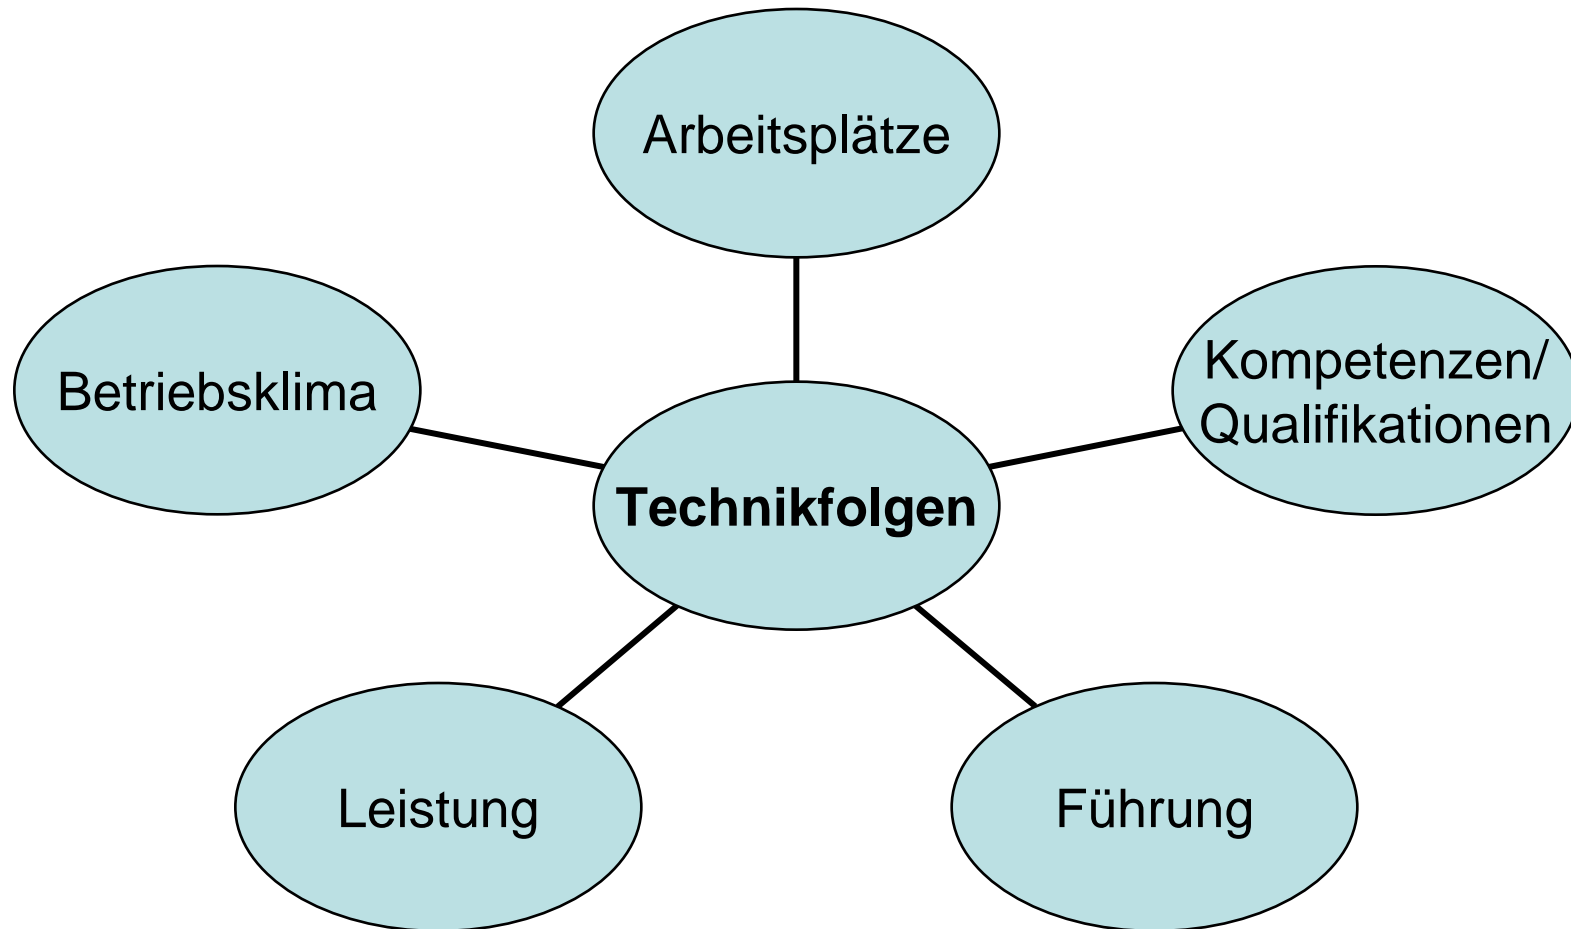 Arbeitsplätze
Betriebsklima
Kompetenzen/
Qualifikationen
Technikfolgen
Leistung
Führung